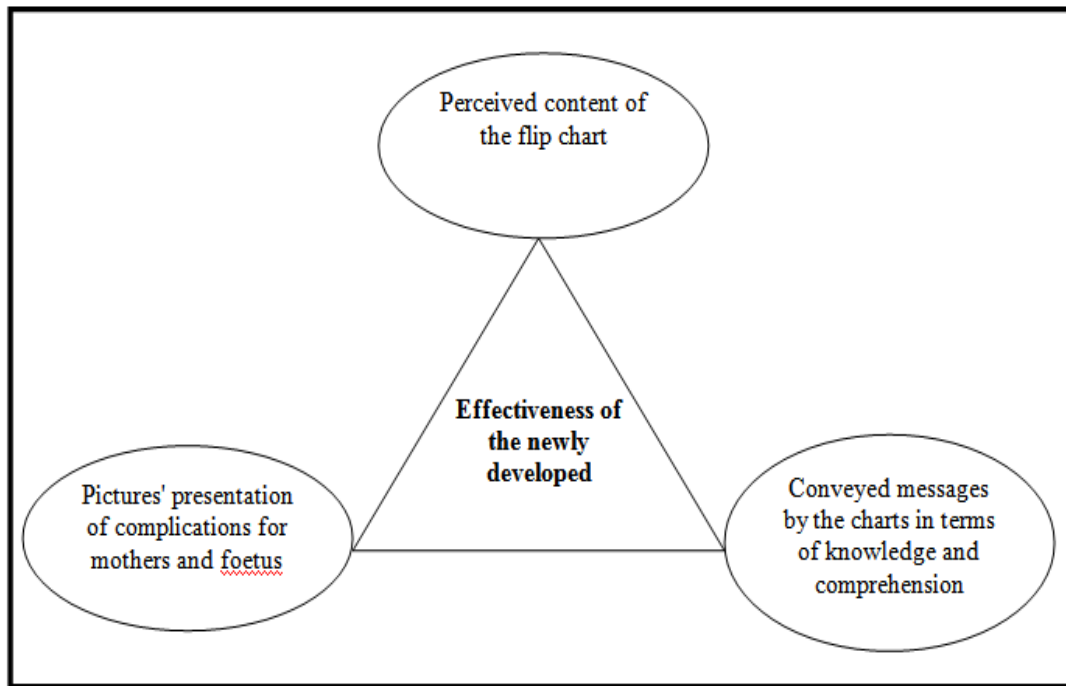 Perceived content of
the flip chart
Effectiveness of
the newly
developed
Pictures' presentation
of complications for
mothers and foetus
Conveyed messages
by the charts in terms
of knowledge and
comprehension